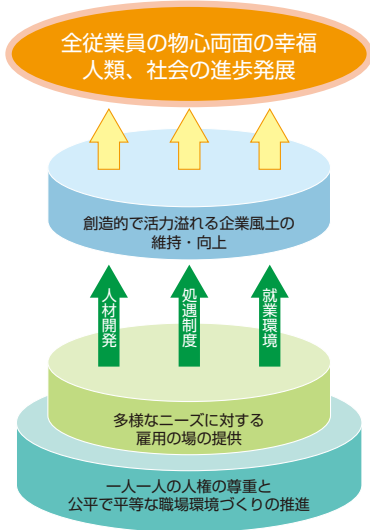 全従業員の物心両面の幸福
人類、社会の進歩発展
創造的で活力溢れる企業風土の
維持・向上
人材開発
処遇制度
就業環境
多様なニーズに対する
雇用の場の提供
一人一人の人権の尊重と
公平で平等な職場環境づくりの推進